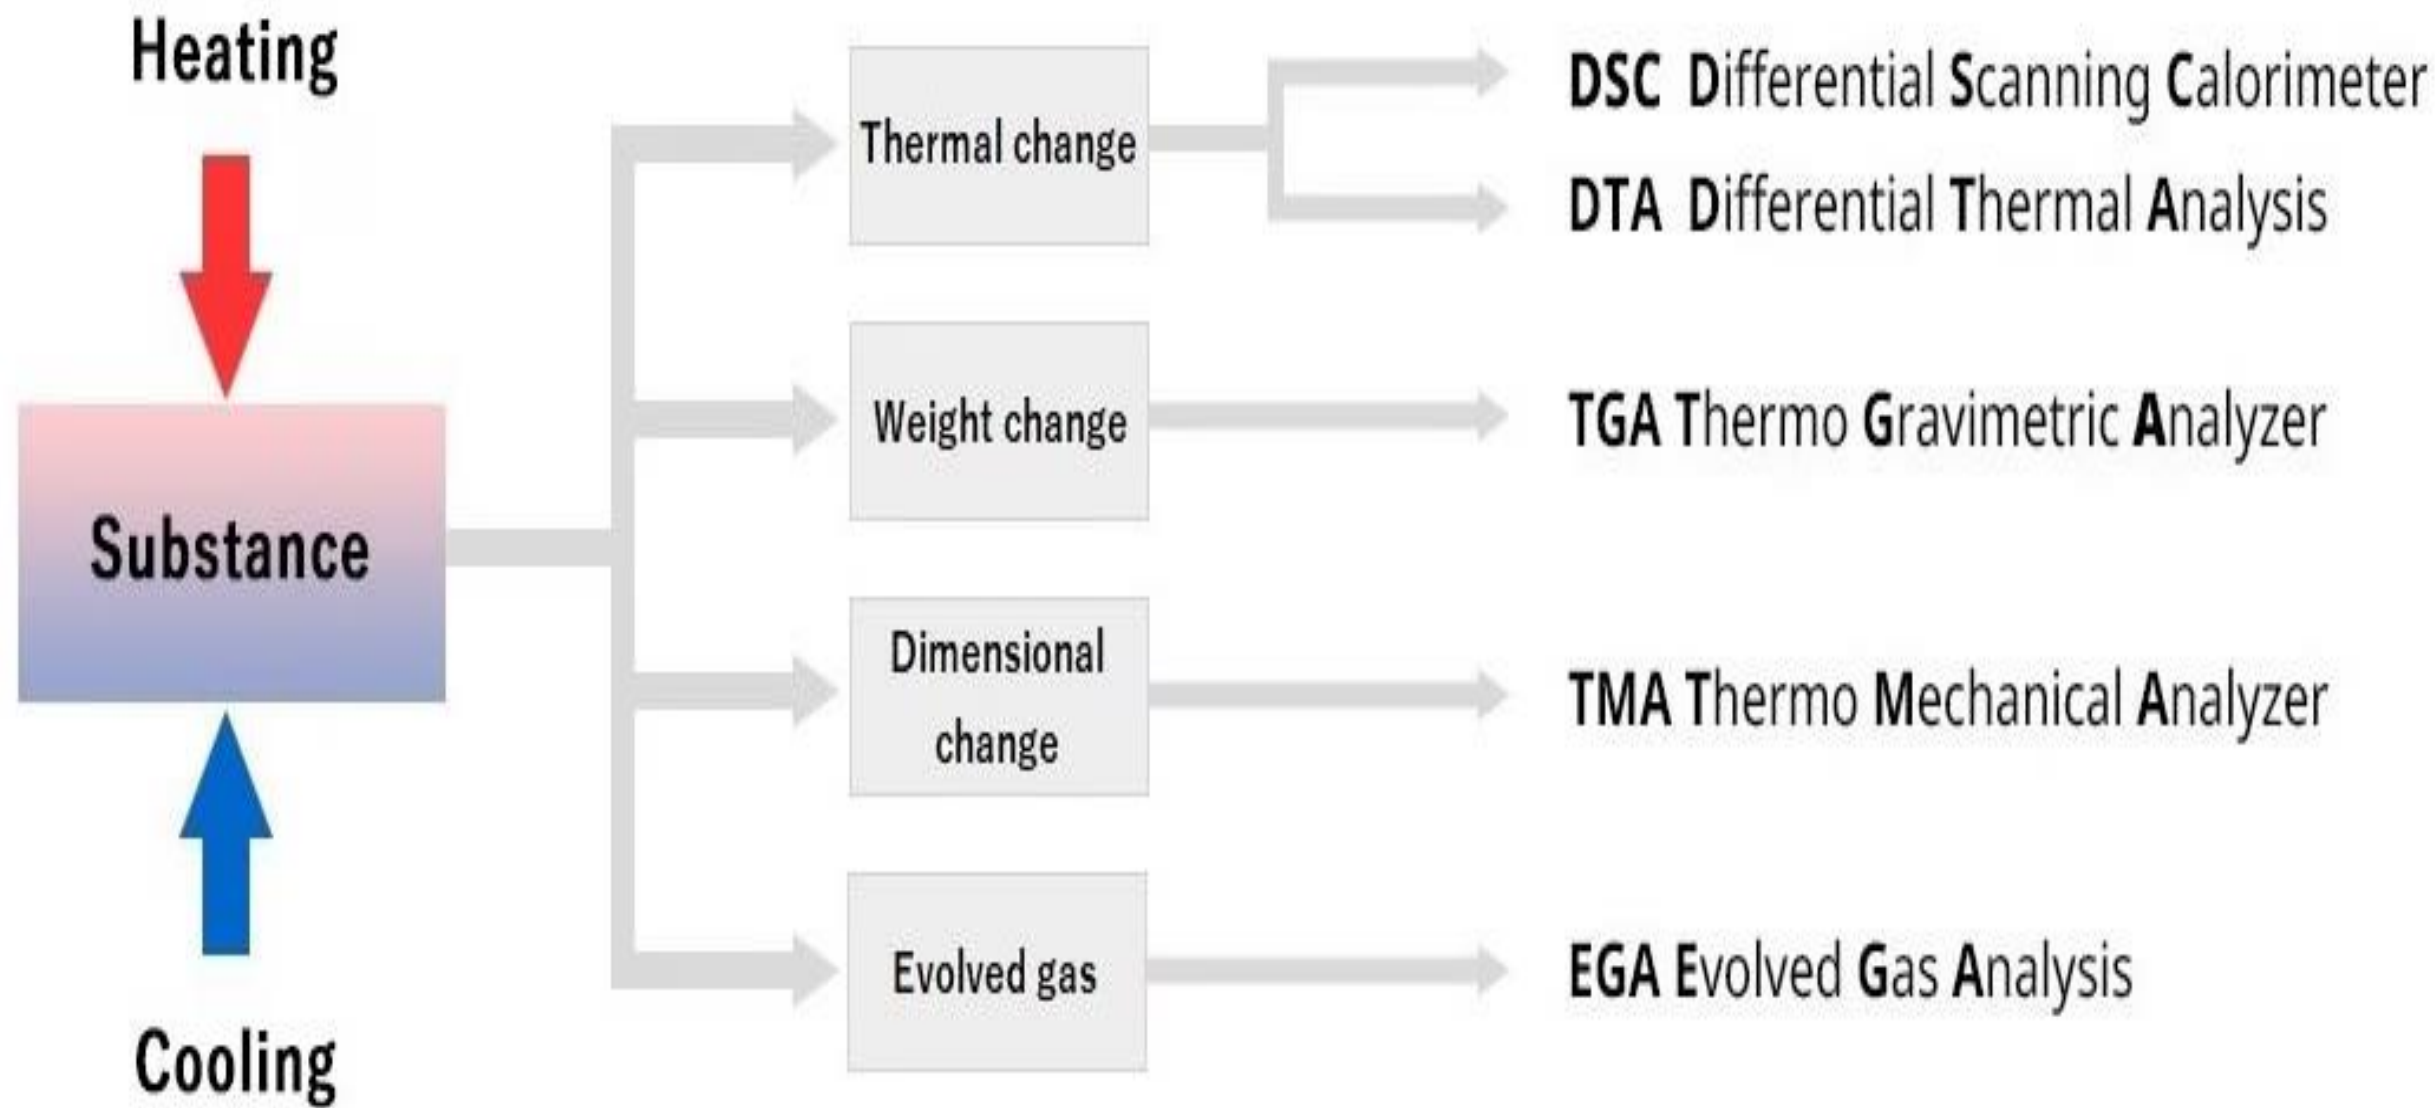 Heating
Substance
Cooling
Thermal change
Weight change
Dimensional
change
Evolved gas
DSC Differential Scanning Calorimeter
DTA Differential Thermal Analysis
TGA Thermo Gravimetric Analyzer
TMA Thermo Mechanical Analyzer
EGA Evolved Gas Analysis